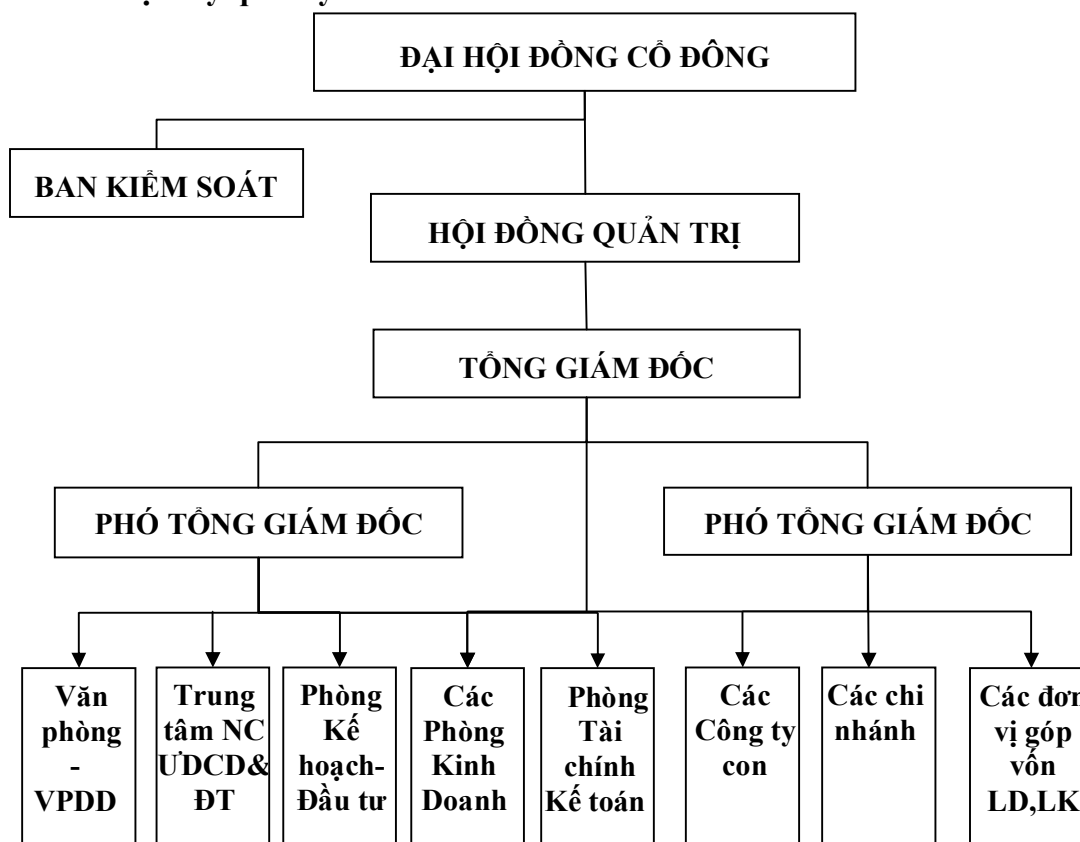 ĐẠI HỘI ĐỒNG CỔ ĐÔNG
BAN KIỂM SOÁT
HỘI ĐỒNG QUẢN TRỊ
TỔNG GIÁM ĐỐC
PHÓ TỔNG GIÁM ĐỐC
PHÓ TỔNG GIÁM ĐỐC
Văn
phòng
-
VPDD
Trung
tâm NC
ƯDCD&
ĐT
Phòng
Kế
hoạch-
Đầu tư
Các
Phòng
Kinh
Doanh
Phòng
Tài
chính
Kế toán
Các
Công ty
con
Các chi
nhánh
Các đơn
vị góp
vốn
LD,LK